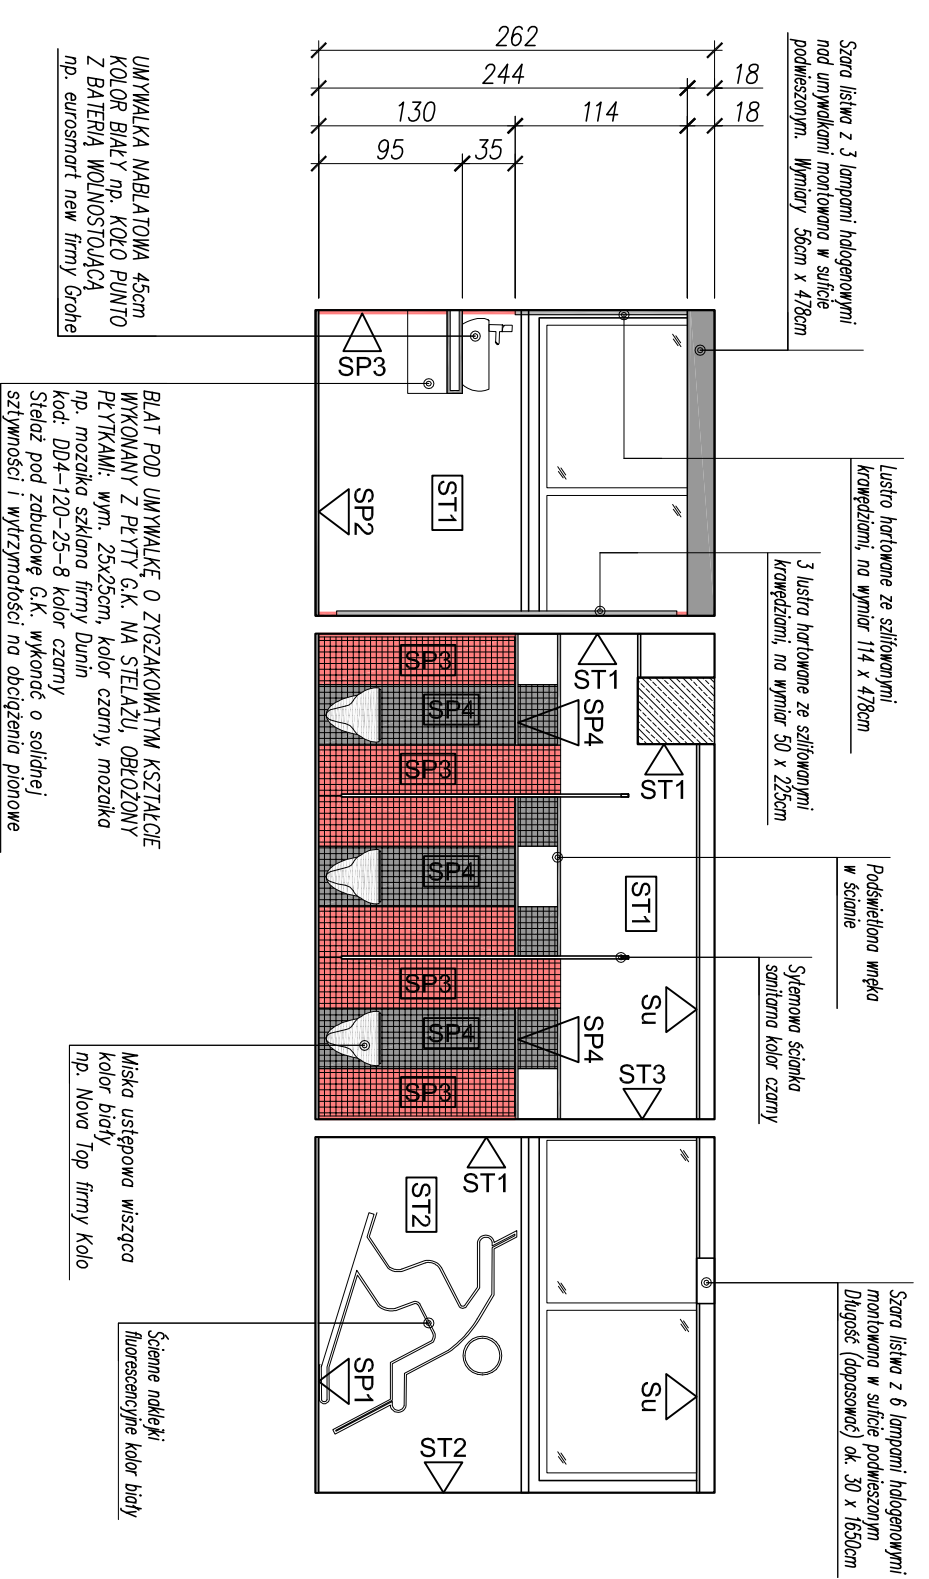 Szara listwa z 3 lampami halogenowymi
nad umywalkami montowana w suficie
podwieszonym. Wymiary 56cm x 478cm
Lustro hartowane ze szlifowanymi
krawędziami, na wymiar 114 x 478cm
3 lustra hartowane ze szlifowanymi
krawędziami, na wymiar 50 x 225cm
Podświetlona wnęka
w ścianie
Sytemowa ścianka
sanitarna kolor czarny
Szara listwa z 6 lampami halogenowymi
montowana w suficie podwieszonym
Długość (dopasować) ok. 30 x 1650cm
262
244
18
130
114
18
95
35
SP3
SP2
ST1
SP3
SP4
SP3
SP4
SP3
SP4
SP3
ST1
SP4
ST1
ST1
Su
SP4
ST3
ST1
ST2
SP1
Su
ST2
UMYWALKA NABLATOWA 45cm
KOLOR BIAŁY np. KOŁO PUNTO
Z BATERIĄ WOLNOSTOJĄCĄ
np. eurosmart new firmy Grohe
BLAT POD UMYWALKĘ O ZYGZAKOWATYM KSZTAŁCIE
WYKONANY Z PŁYTY G.K. NA STELAŻU, OBŁOŻONY
PŁYTKAMI: wym. 25x25cm, kolor czarny, mozaika
np. mozaika szklana firmy Dunin
kod: DD4-120-25-8 kolor czarny
Stelaż pod zabudowę G.K. wykonać o solidnej
sztywności i wytrzymałości na obciążenia pionowe
Miska ustępowa wisząca
kolor biały
np. Nova Top firmy Kolo
Ścienne naklejki
fluorescencyjne kolor biały